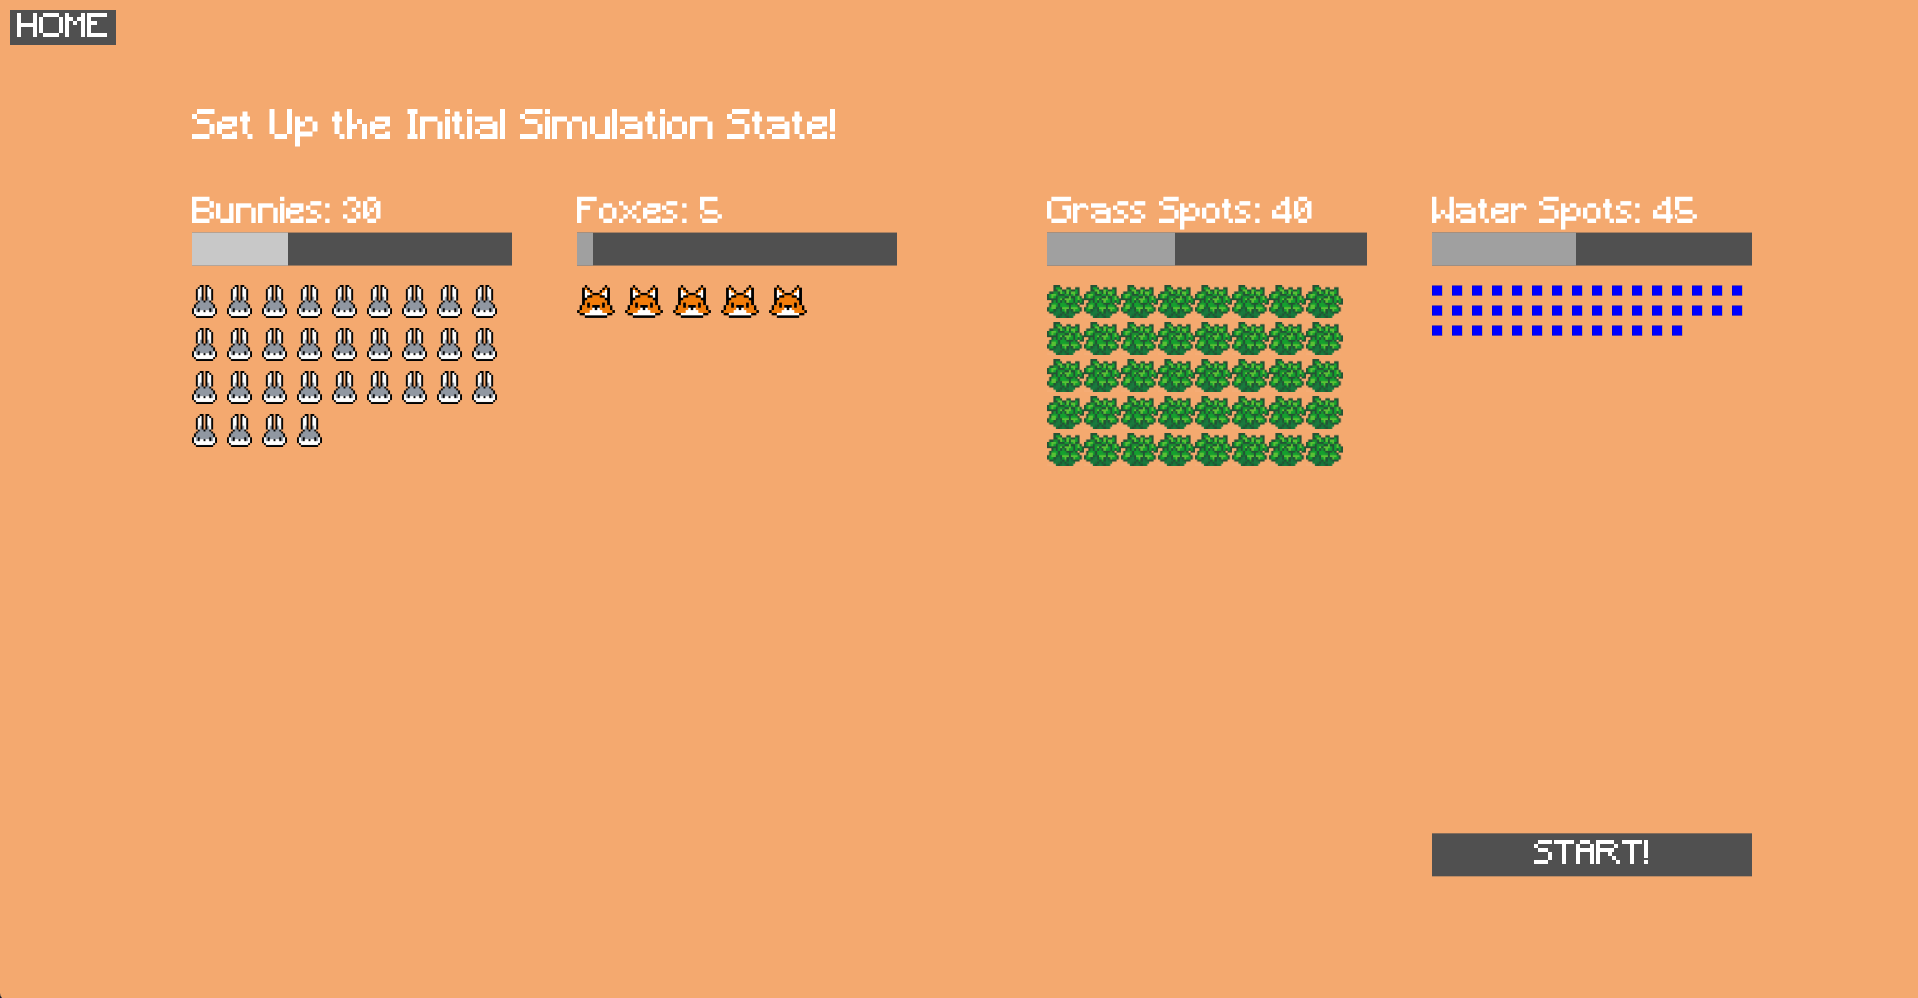 HOME
Set Up the Initial Simulation State!
Bunnies: 30
Foxes: 5
Grass Spots: 40
Water Spots: 45
START!